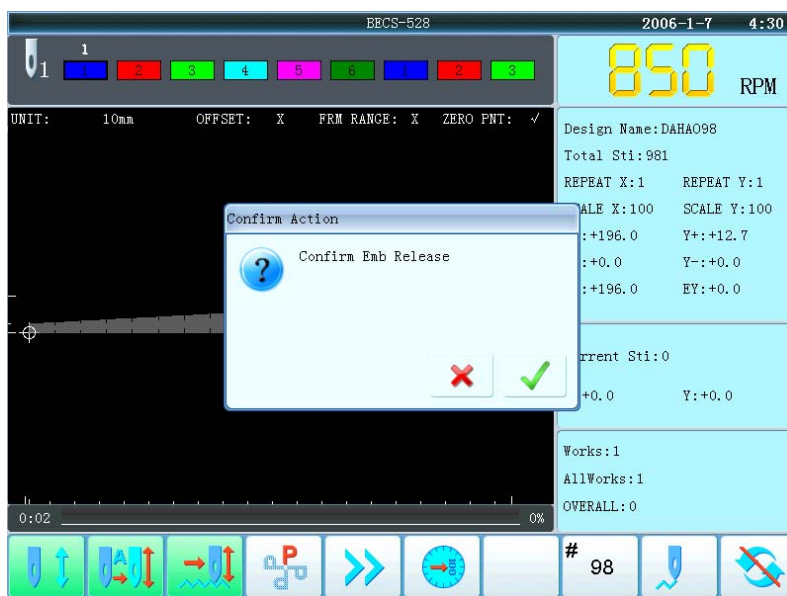 BECS-528 2006-1-7 4:30
1
1 1 2 3 4 5 6 1 2 3
850 RPM
UNIT: 10mm OFFSET: X FRM RANGE: X ZERO PNT: ✓
Design Name:DAHAO98
Total Sti:981
REPEAT X:1 REPEAT Y:1
ALE X:100 SCALE Y:100
:+196.0 Y+:+12.7
:+0.0 Y-:+0.0
:+196.0 EY:+0.0
Confirm Action
? Confirm Emb Release
rrent Sti:0
+0.0 Y:+0.0
Works:1
AllWorks:1
OVERALL:0
0:02 0%
A P 100 # 98